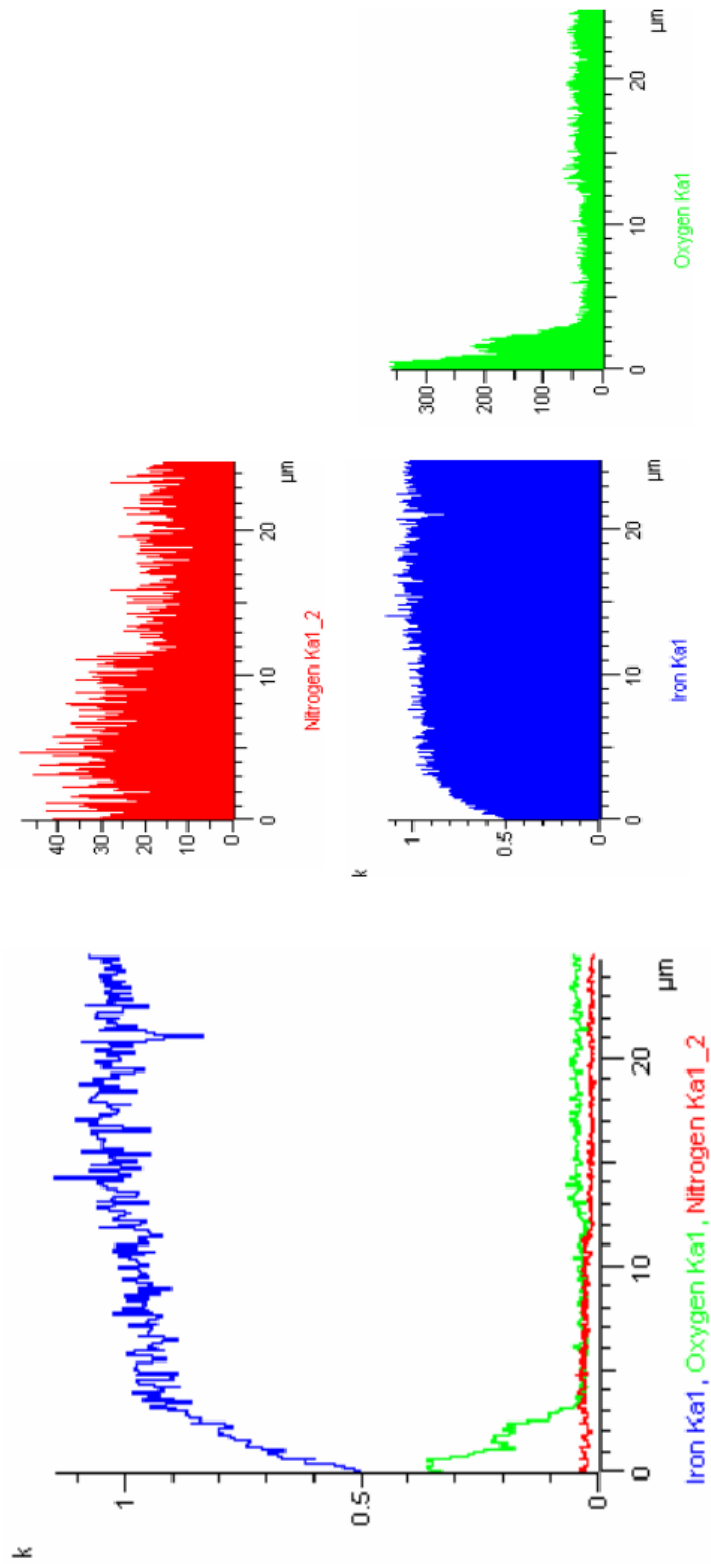 k
1
0.5
0
0 10 20 µm
Iron Ka1, Oxygen Ka1, Nitrogen Ka1_2
40
30
20
10
0
0 10 20 µm
Nitrogen Ka1_2
k
1
0.5
0
0 10 20 µm
Iron Ka1
300
200
100
0
0 10 20 µm
Oxygen Ka1